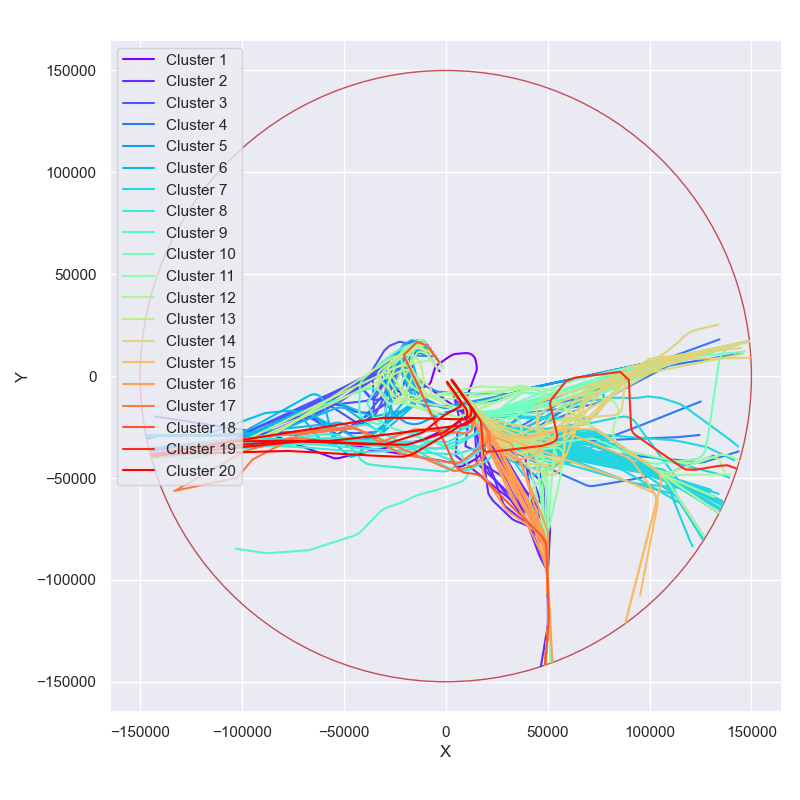 150000
100000
50000
0
−50000
−100000
−150000
Y
Cluster 1
Cluster 2
Cluster 3
Cluster 4
Cluster 5
Cluster 6
Cluster 7
Cluster 8
Cluster 9
Cluster 10
Cluster 11
Cluster 12
Cluster 13
Cluster 14
Cluster 15
Cluster 16
Cluster 17
Cluster 18
Cluster 19
Cluster 20
−150000 −100000 −50000 0 50000 100000 150000
X